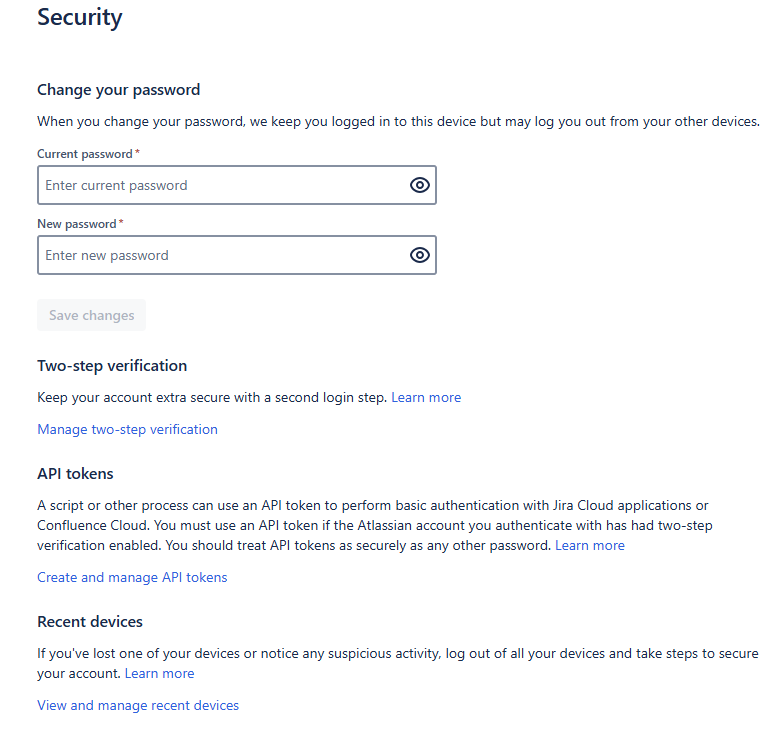 Security
Change your password
When you change your password, we keep you logged in to this device but may log you out from your other devices.
Current password *
Enter current password
New password *
Enter new password
Save changes
Two-step verification
Keep your account extra secure with a second login step. Learn more
Manage two-step verification
API tokens
A script or other process can use an API token to perform basic authentication with Jira Cloud applications or
Confluence Cloud. You must use an API token if the Atlassian account you authenticate with has had two-step
verification enabled. You should treat API tokens as securely as any other password. Learn more
Create and manage API tokens
Recent devices
If you've lost one of your devices or notice any suspicious activity, log out of all your devices and take steps to secure
your account. Learn more
View and manage recent devices